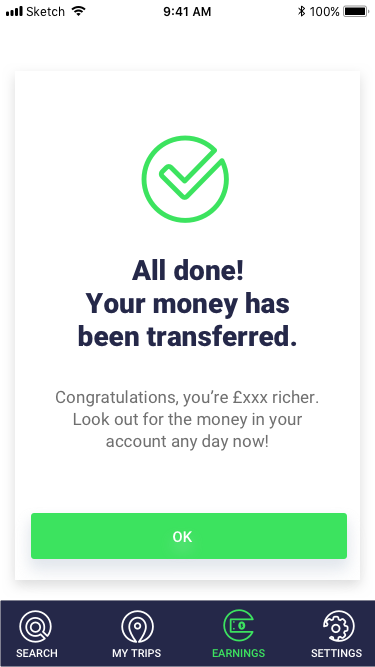 Sketch 9:41 AM 100%
All done!
Your money has
been transferred.
Congratulations, you’re £xxx richer.
Look out for the money in your
account any day now!
OK
SEARCH MY TRIPS EARNINGS SETTINGS